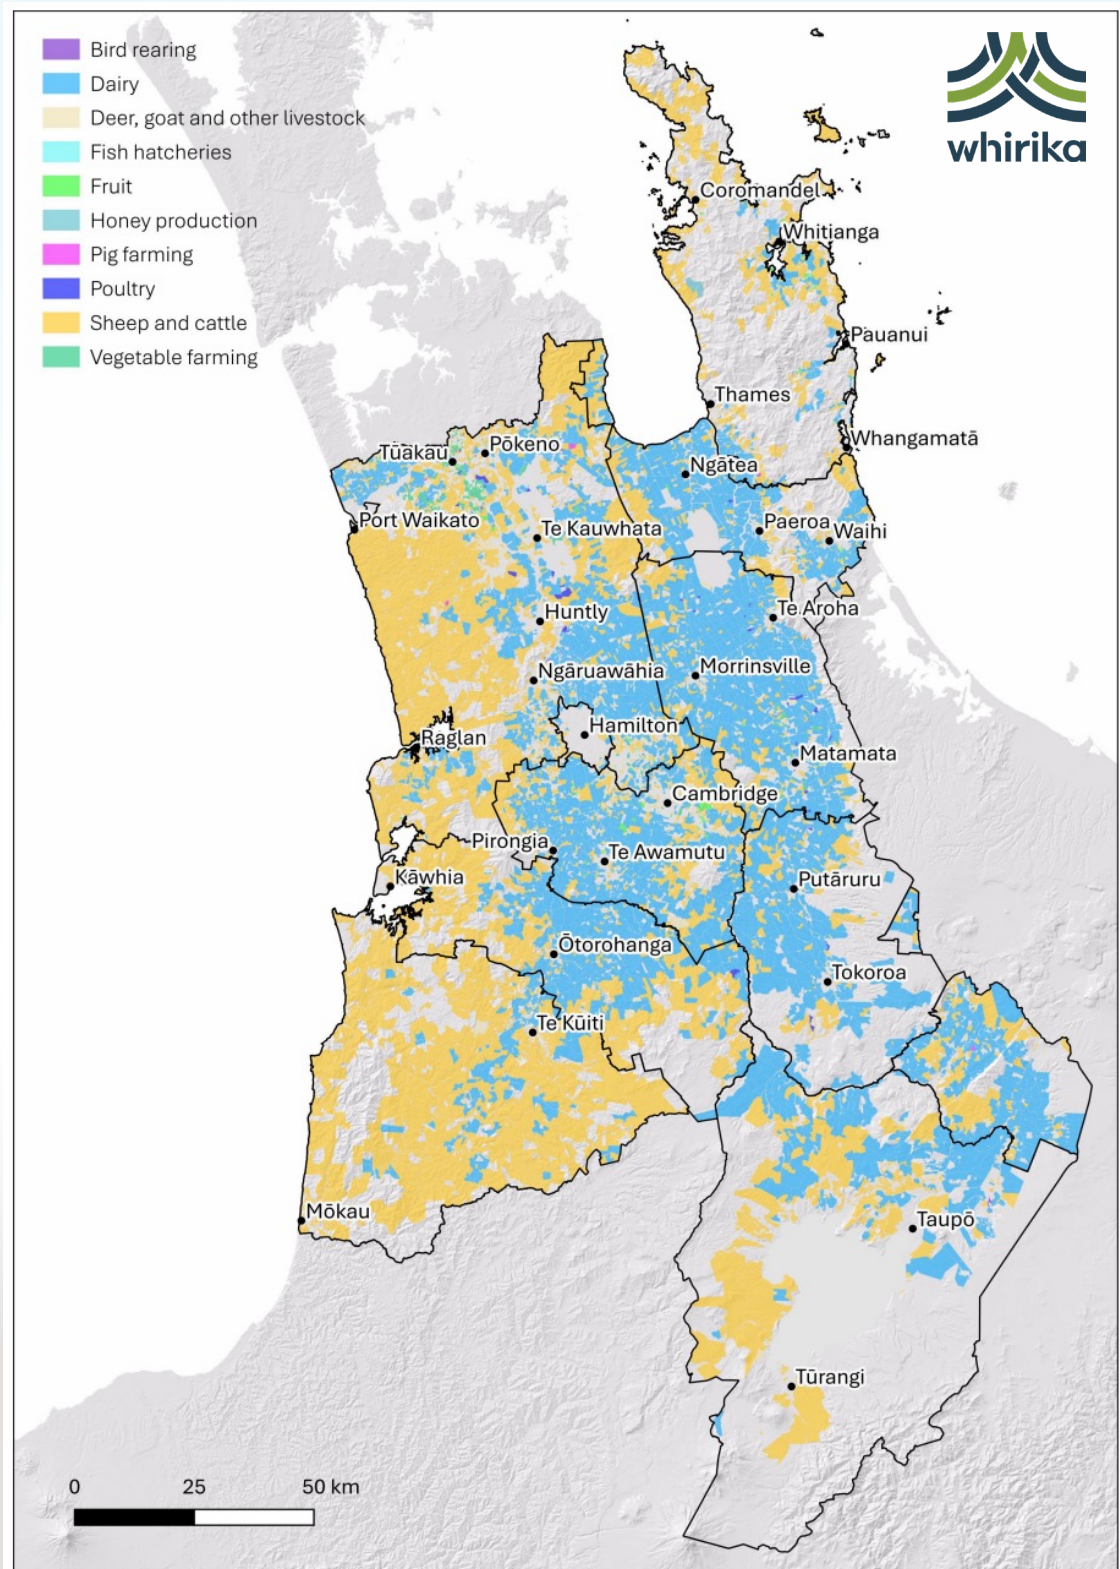 Bird rearing
Dairy
Deer, goat and other livestock
Fish hatcheries
Fruit
Honey production
Pig farming
Poultry
Sheep and cattle
Vegetable farming
whirika
Coromandel
Whitianga
Pauanui
Thames
Whangamatā
Pōkeno
Tūakau
Ngātea
Port Waikato
Te Kauwhata
Paeroa
Waihi
Huntly
Te Aroha
Ngāruawāhia
Morrinsville
Hamilton
Raglan
Matamata
Cambridge
Pirongia
Te Awamutu
Kāwhia
Putāruru
Ōtorohanga
Tokoroa
Te Kūiti
Mōkau
Taupō
Tūrangi
0 25 50 km